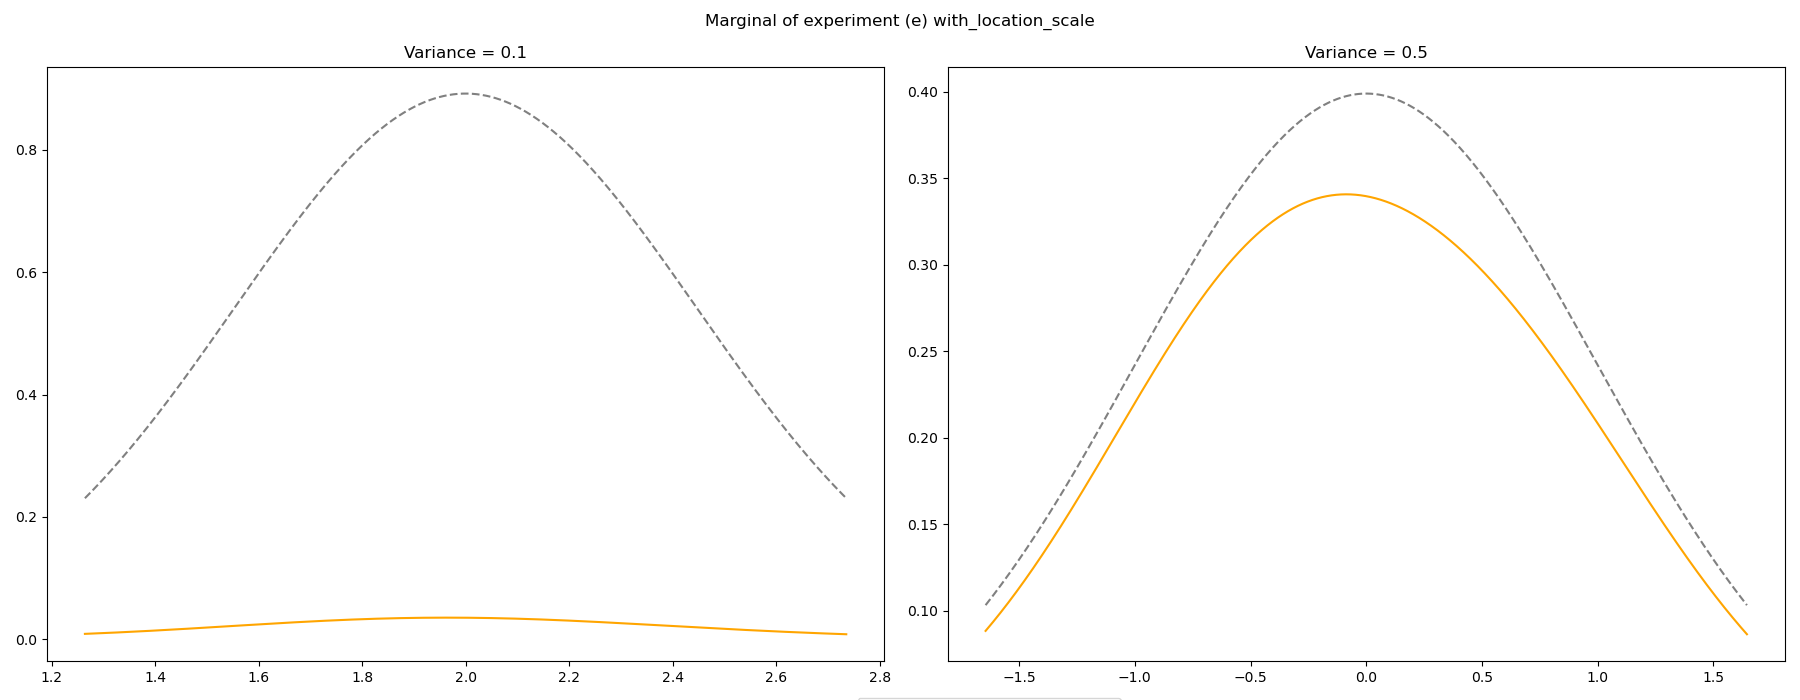 Marginal of experiment (e) with_location_scale
Variance = 0.1
0.8
0.6
0.4
0.2
0.0
1.2 1.4 1.6 1.8 2.0 2.2 2.4 2.6 2.8
Variance = 0.5
0.40
0.35
0.30
0.25
0.20
0.15
0.10
−1.5 −1.0 −0.5 0.0 0.5 1.0 1.5